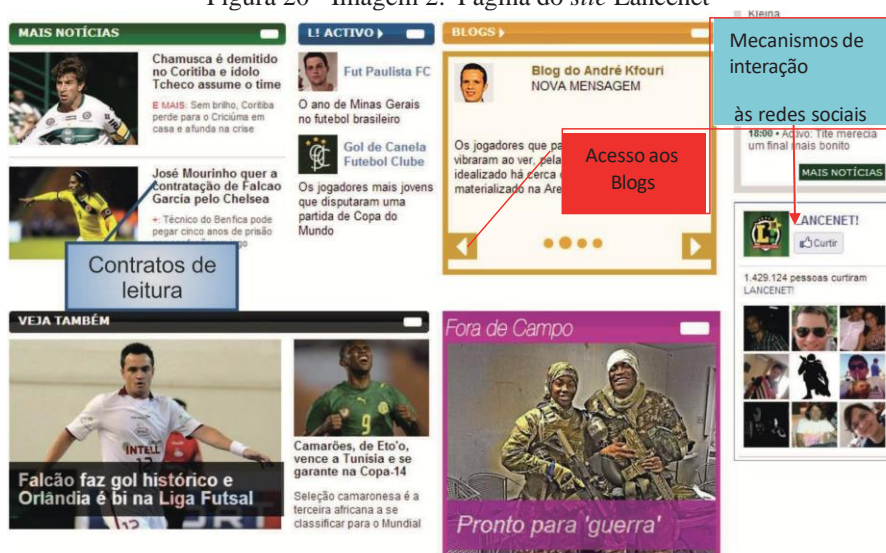 Figura 20 - Imagem 2: Página do site Lancenet
MAIS NOTÍCIAS
Chamusca é demitido
no Coritiba e ídolo
Tcheco assume o time
E MAIS: Sem brilho, Coritiba
perde para o Criciúma em
casa e afunda na crise
José Mourinho quer a
contratação de Falcao
Garcia pelo Chelsea
+: Técnico do Benfica pode
pegar cinco anos de prisão
Contratos de
leitura
L! ACTIVO
Fut Paulista FC
O ano de Minas Gerais
no futebol brasileiro
Gol de Canela
Futebol Clube
Os jogadores mais jovens
que disputaram uma
partida de Copa do
Mundo
BLOGS
Blog do André Kfouri
NOVA MENSAGEM
Os jogadores que
vibraram ao ver,
idealizado há cerca
materializado na
Acesso aos
Blogs
Kleina
Mecanismos de
interação
às redes sociais
18:00 • Activo: Tite merecia
um final mais bonito
MAIS NOTÍCIAS
LANCENET!
Curtir
1.429.124 pessoas curtiram
LANCENET!
VEJA TAMBÉM
INTELL
12
Falcão faz gol histórico e
Orlândia é bi na Liga Futsal
9
Camarões, de Eto'o,
vence a Tunísia e se
garante na Copa-14
Seleção camaronesa é a
terceira africana a se
classificar para o Mundial
Fora de Campo
Pronto para 'guerra'